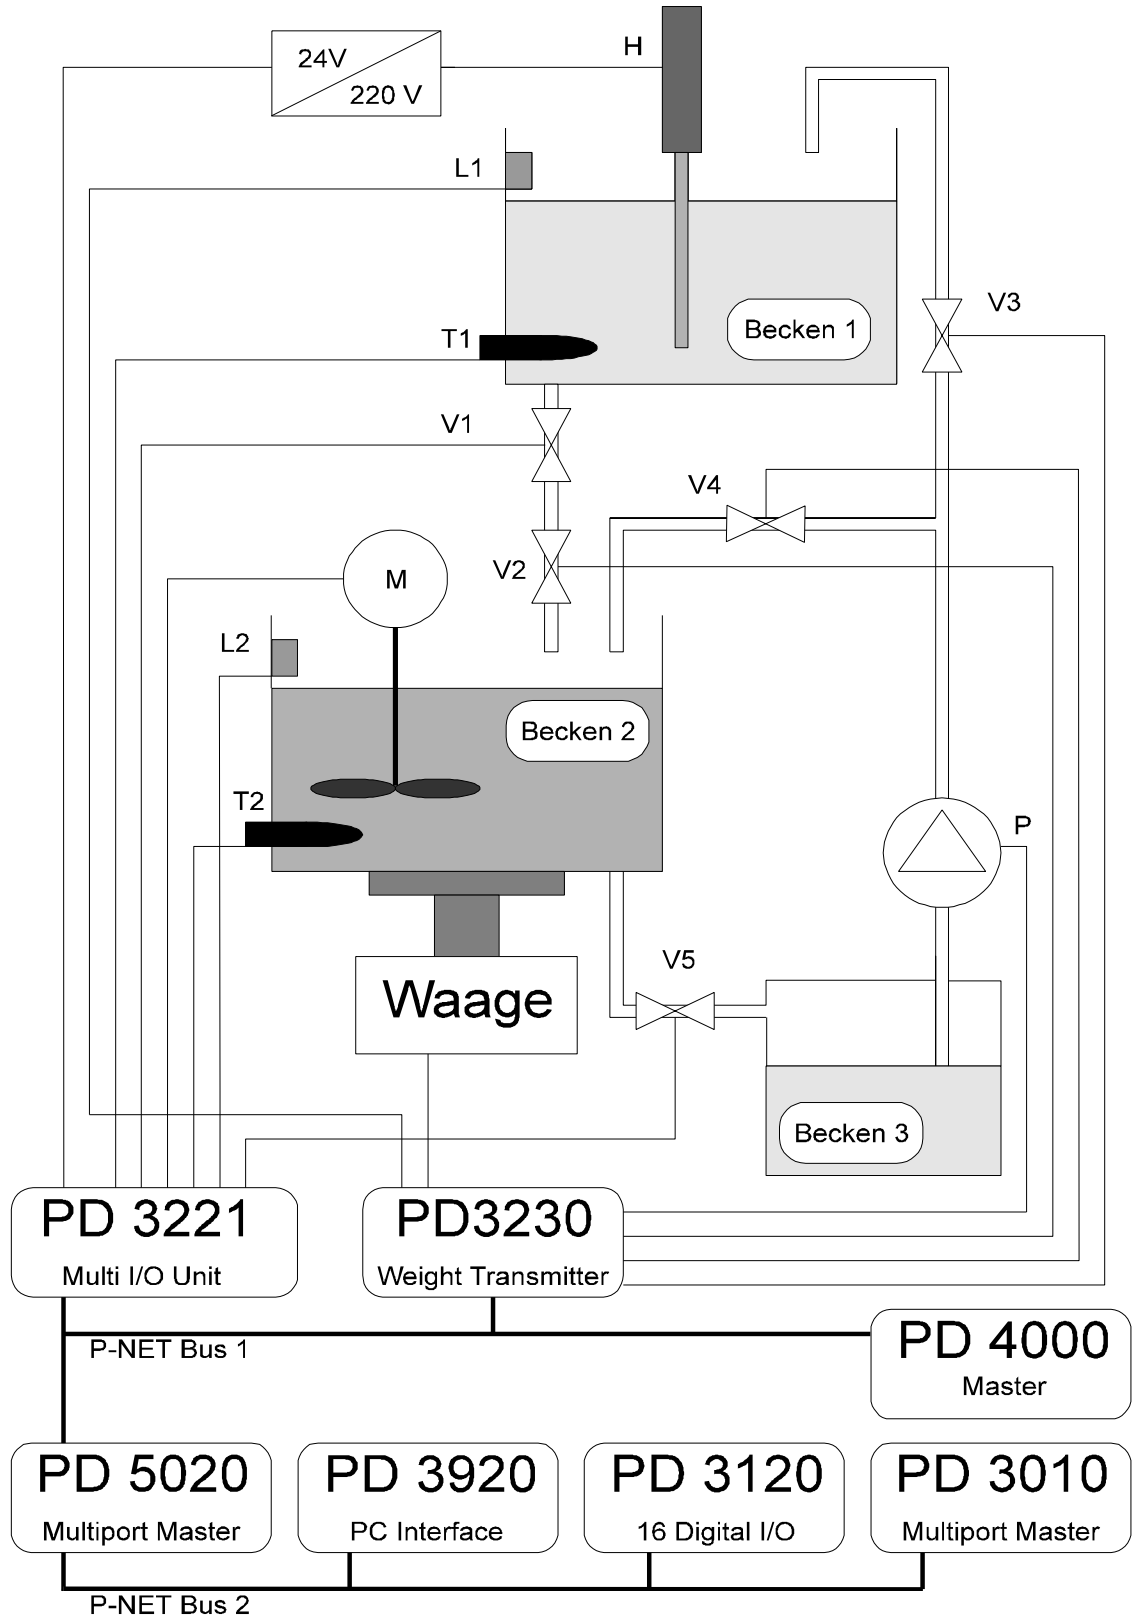 24V
220 V
H
L1
Becken 1
V3
T1
V1
V4
V2
M
L2
Becken 2
T2
P
V5
Waage
Becken 3
PD 3221
Multi I/O Unit
PD3230
Weight Transmitter
P-NET Bus 1
PD 4000
Master
PD 5020
Multiport Master
PD 3920
PC Interface
PD 3120
16 Digital I/O
PD 3010
Multiport Master
P-NET Bus 2